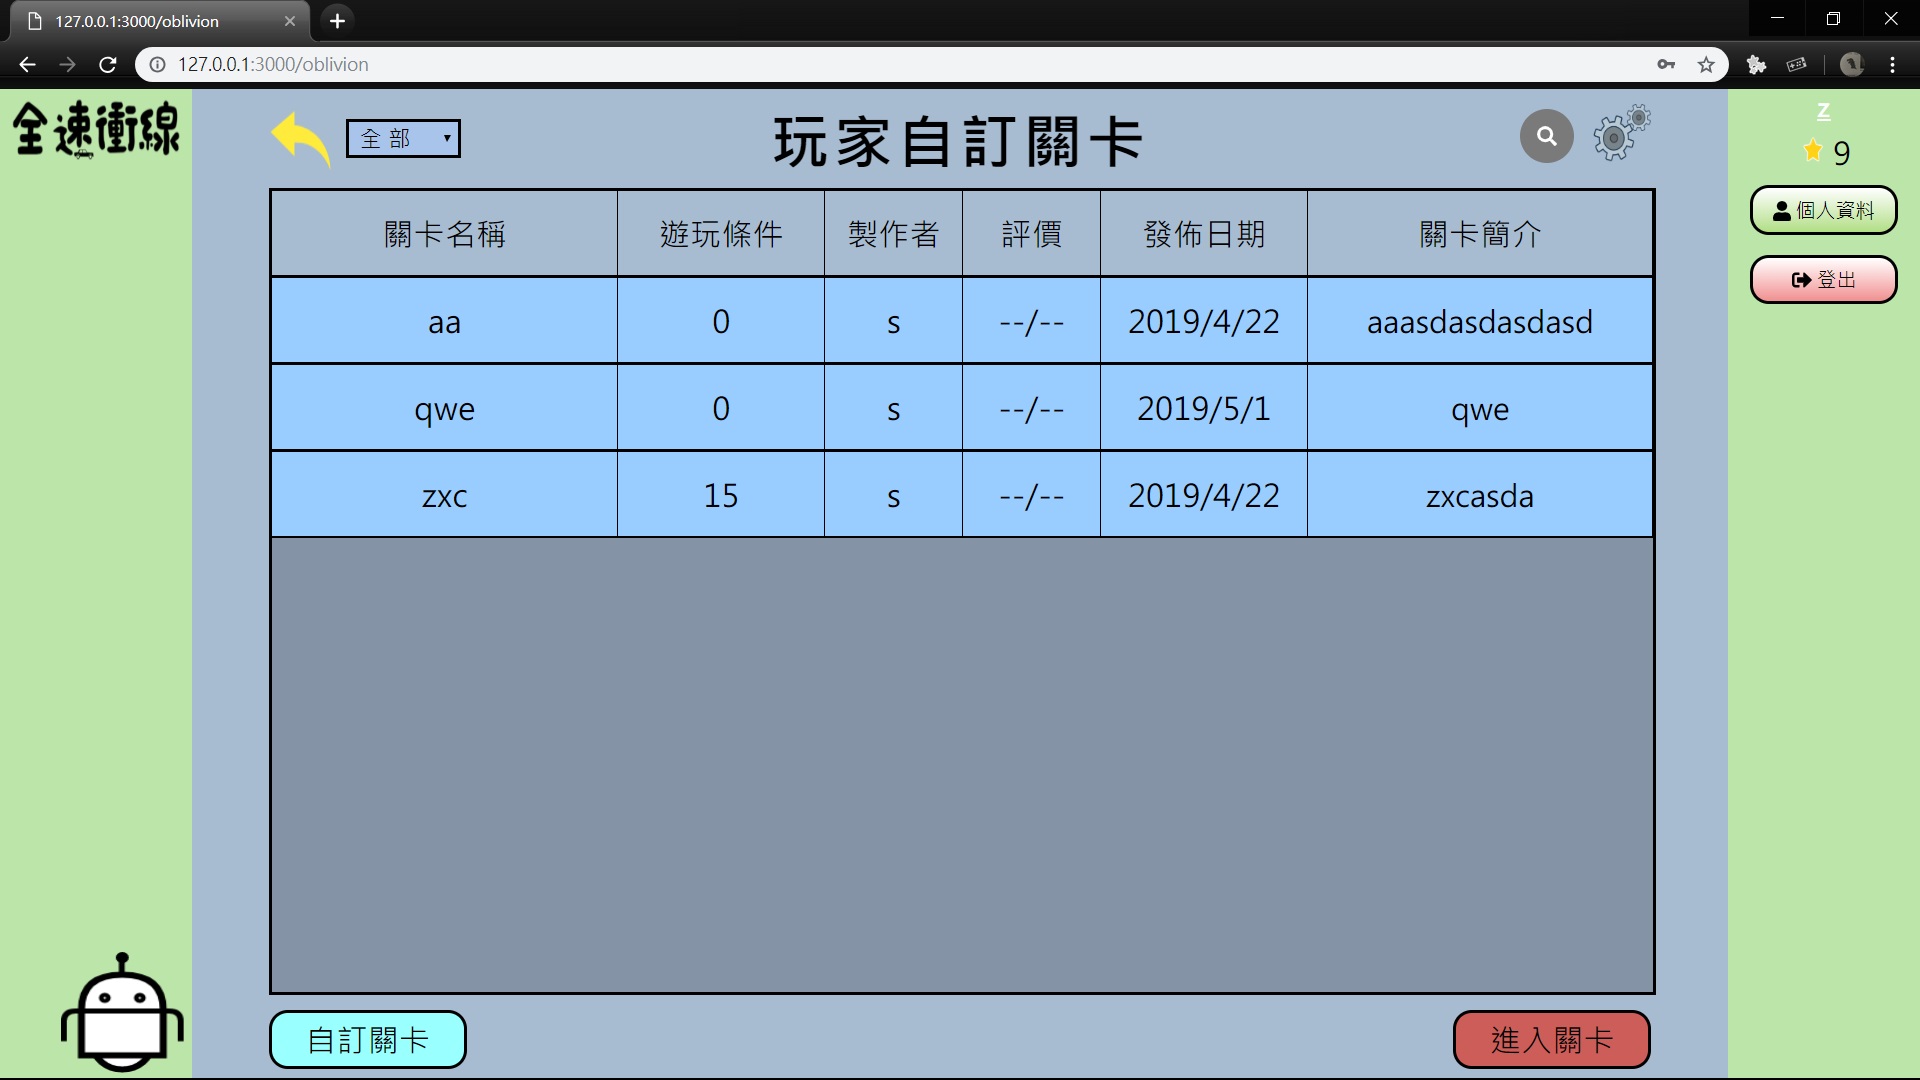 127.0.0.1:3000/oblivion
127.0.0.1:3000/oblivion
全速衝線
全部
玩家自訂關卡
z
9
個人資料
登出
關卡名稱 遊玩條件 製作者 評價 發佈日期 關卡簡介
aa 0 s --/-- 2019/4/22 aaasdasdasdasd
qwe 0 s --/-- 2019/5/1 qwe
zxc 15 s --/-- 2019/4/22 zxcasda
自訂關卡
進入關卡